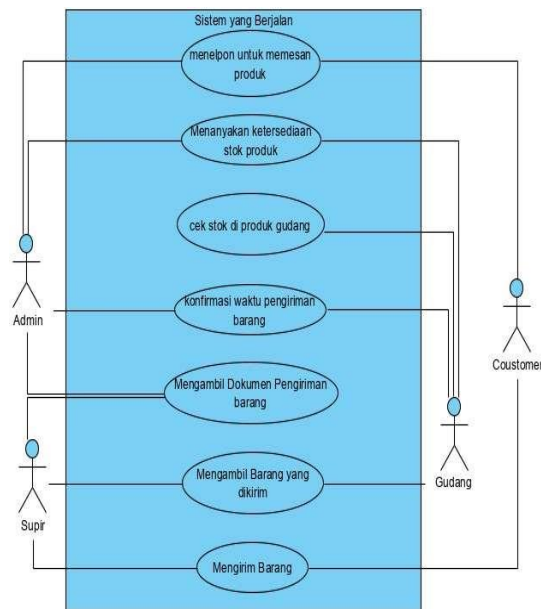 Sistem yang Berjalan
menelpon untuk memesan
produk
Menanyakan ketersediaan
stok produk
cek stok di produk gudang
Admin
konfirmasi waktu pengiriman
barang
Coustomer
Mengambil Dokumen Pengiriman
barang
Gudang
Mengambil Barang yang
dikirim
Supir
Mengirim Barang